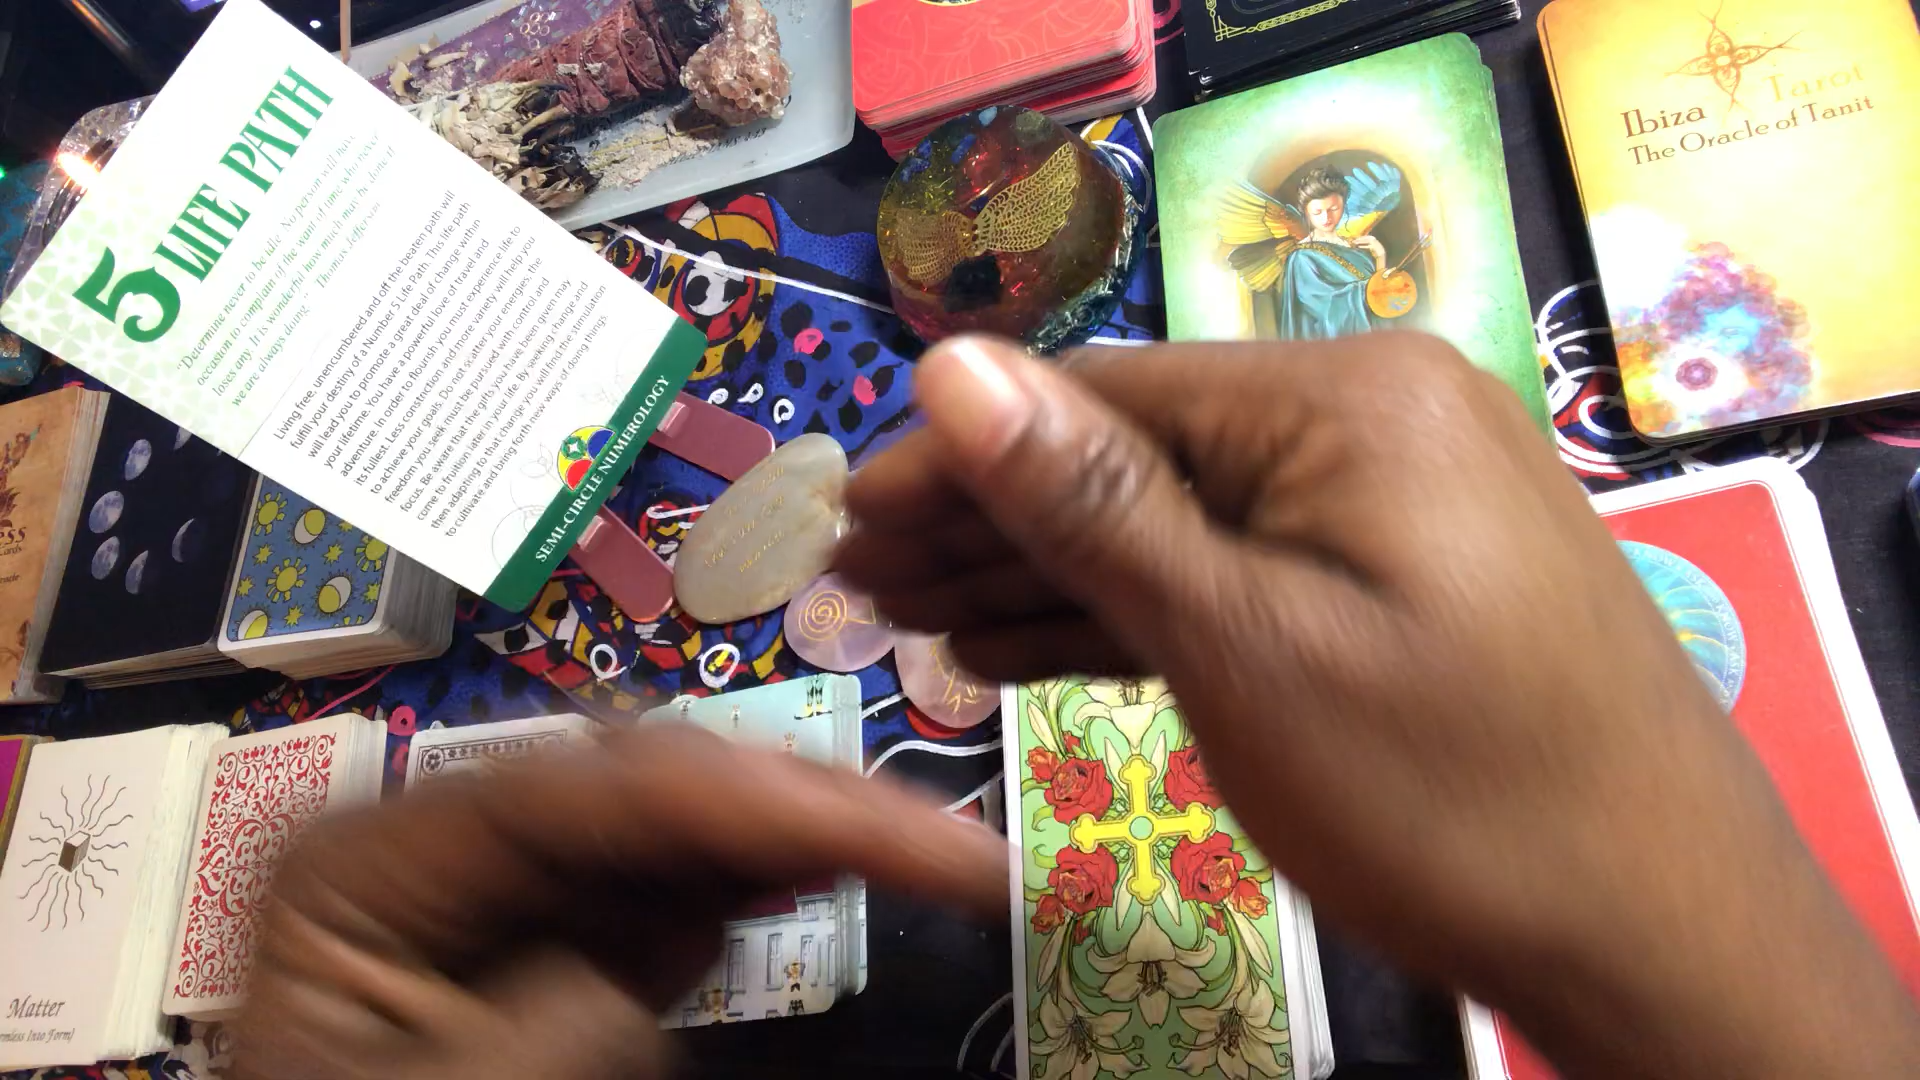 5 LIFE PATH
"Determine never to be idle. No person will have
occasion to complain of the want of time who never
loses any. It is wonderful how much may be done if
we are always doing." Thomas Jefferson
Living free, unencumbered and off the beaten path will
fulfill your destiny of a Number 5 Life Path. This life path
will lead you to promote a great deal of change within
your lifetime. You have a powerful love of travel and
adventure. In order to flourish you must experience life to
its fullest. Less constriction and more variety will help you
to achieve your goals. Do not scatter your energies, the
freedom you seek must be pursued with control and
focus. Be aware that the gifts you have been given may
come to fruition later in your life. By seeking change and
then adapting to that change you will find the stimulation
to cultivate and bring forth new ways of doing things.
SEMI-CIRCLE NUMEROLOGY
Ibiza Tarot
The Oracle of Tanit
Matter